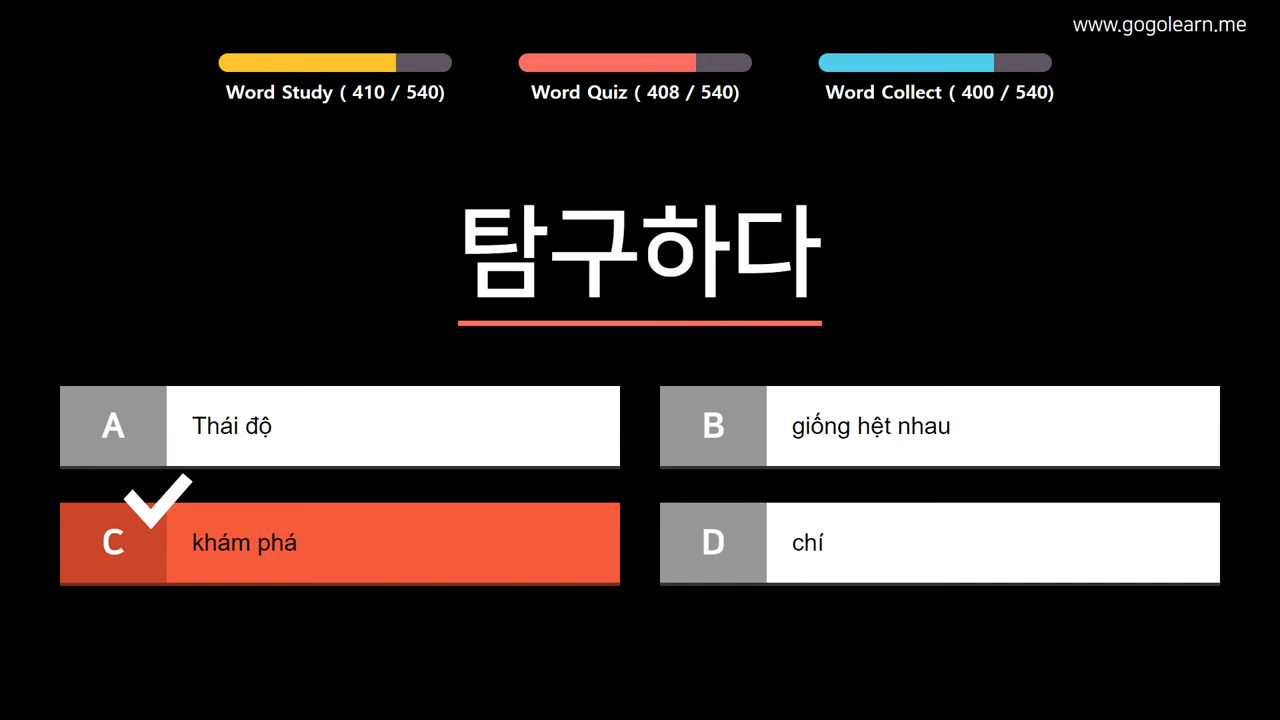 www.gogolearn.me
Word Study ( 410 / 540)
Word Quiz ( 408 / 540)
Word Collect ( 400 / 540)
탐구하다
A Thái độ
B giống hệt nhau
C khám phá
D chí